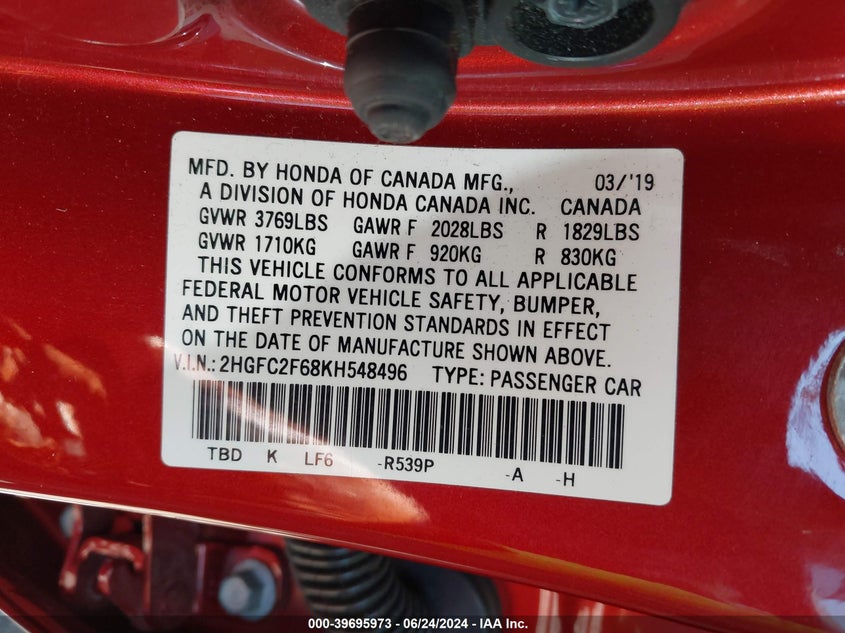 MFD. BY HONDA OF CANADA MFG., 03/'19
A DIVISION OF HONDA CANADA INC. CANADA
GVWR 3769LBS GAWR F 2028LBS R 1829LBS
GVWR 1710KG GAWR F 920KG R 830KG
THIS VEHICLE CONFORMS TO ALL APPLICABLE
FEDERAL MOTOR VEHICLE SAFETY, BUMPER,
AND THEFT PREVENTION STANDARDS IN EFFECT
ON THE DATE OF MANUFACTURE SHOWN ABOVE.
V.I.N.: 2HGFC2F68KH548496 TYPE: PASSENGER CAR
TBD K LF6 -R539P -A -H
000-39695973 / 06/24/2024 - IAA Inc.